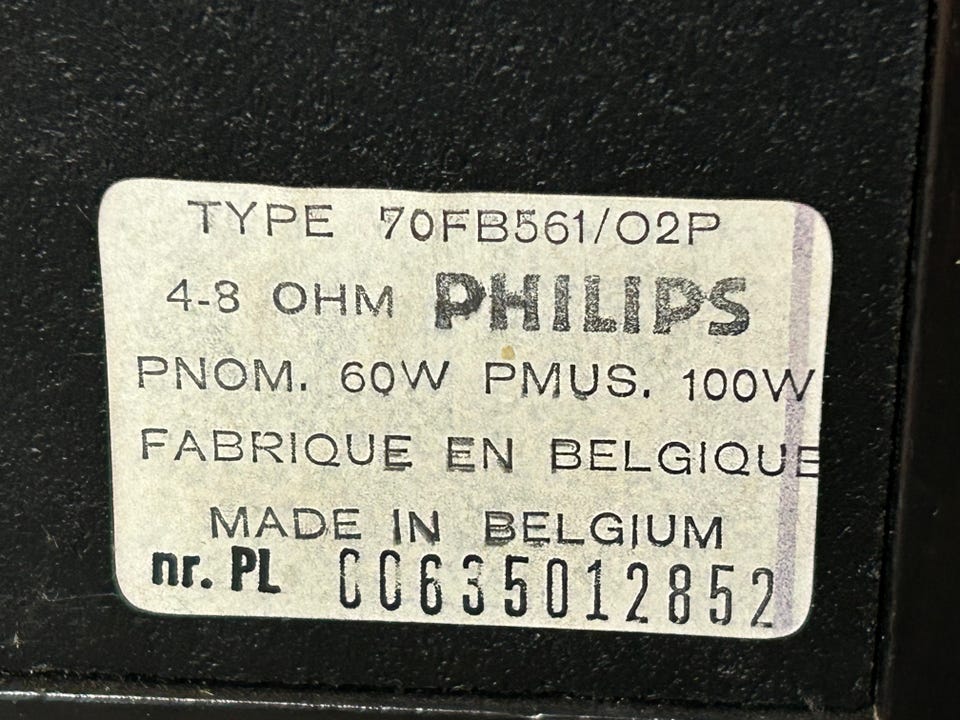 TYPE 70FB561/02P
4-8 OHM PHILIPS
PNOM. 60W PMUS. 100W
FABRIQUE EN BELGIQUE
MADE IN BELGIUM
nr. PL 00635012852